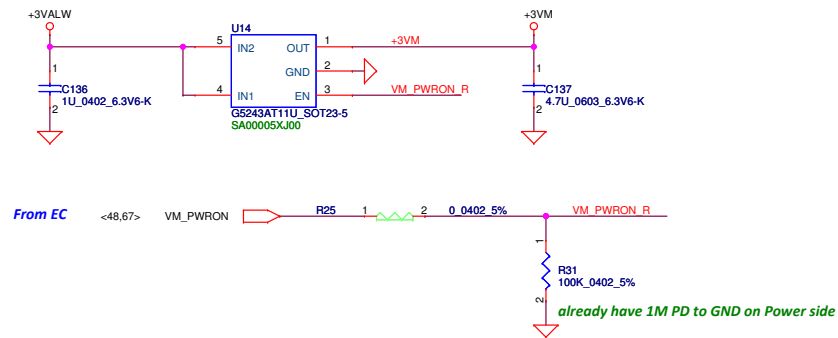 +3VALW
+3VM
U14
5 IN2 OUT 1 +3VM
1
1
GND 2
C136
1U_0402_6.3V6-K
C137
4.7U_0603_6.3V6-K
4 IN1 EN 3 VM_PWRON_R
2
2
G5243AT11U_SOT23-5
SA00005XJ00
From EC <48,67> VM_PWRON R25 1 2 0_0402_5% VM_PWRON_R
1
R31
100K_0402_5%
2
already have 1M PD to GND on Power side